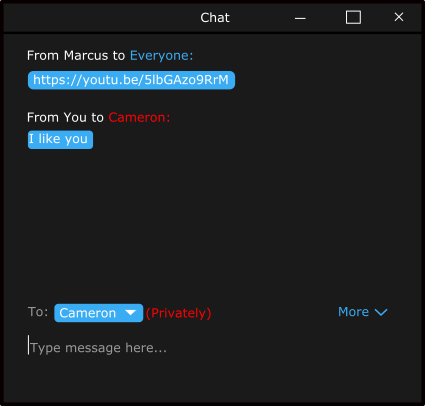 Chat
From Marcus to Everyone:
https://youtu.be/5lbGAzo9RrM
From You to Cameron:
I like you
To: Cameron (Privately) More
Type message here...